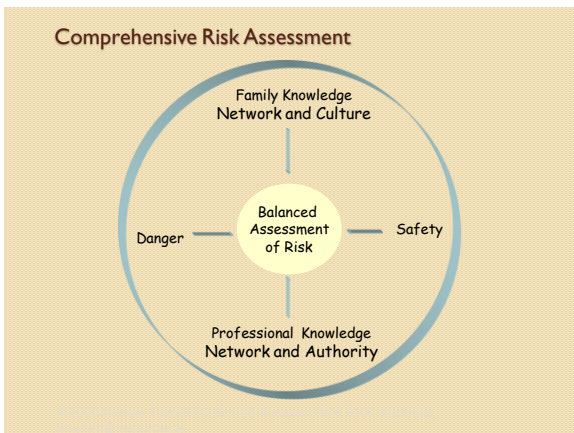 Comprehensive Risk Assessment
Family Knowledge
Network and Culture
Danger
Balanced
Assessment
of Risk
Safety
Professional Knowledge
Network and Authority